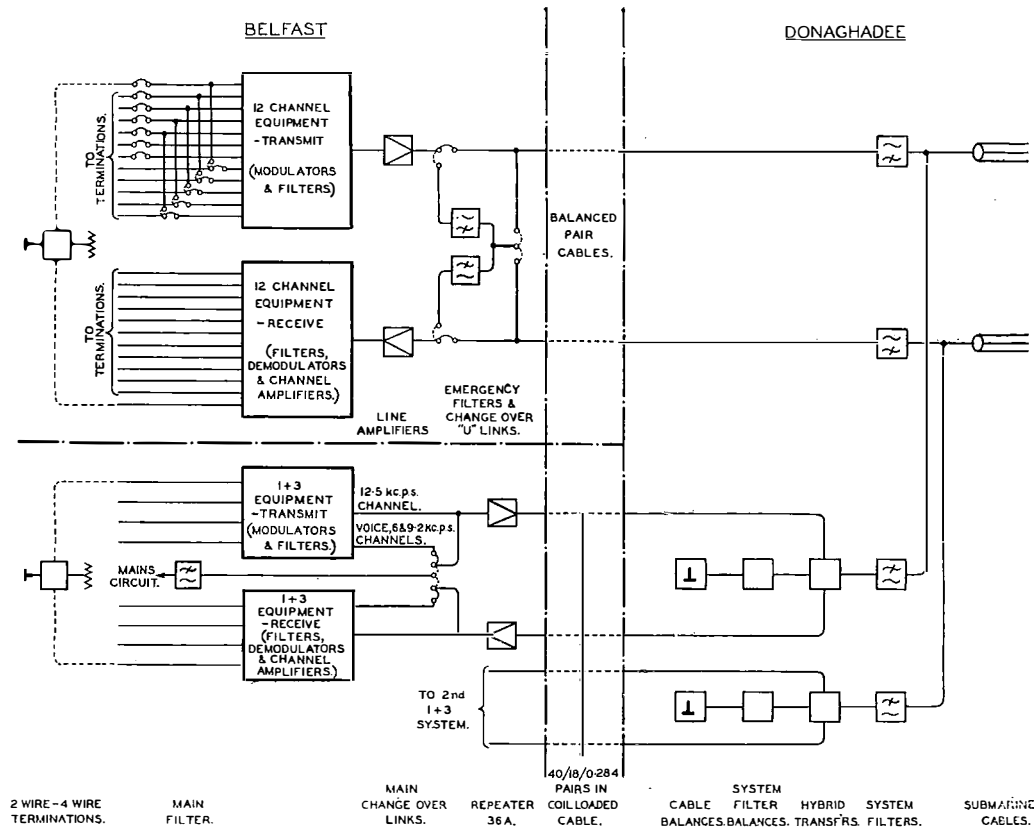 BELFAST
DONAGHADEE
TO
TERMINATIONS.
12 CHANNEL
EQUIPMENT
-TRANSMIT
(MODULATORS
& FILTERS)
BALANCED
PAIR
CABLES.
TO
TERMINATIONS.
12 CHANNEL
EQUIPMENT
-RECEIVE
(FILTERS,
DEMODULATORS
& CHANNEL
AMPLIFIERS.)
LINE
AMPLIFIERS
EMERGENCY
FILTERS &
CHANGE OVER
"U" LINKS.
1+3
EQUIPMENT
-TRANSMIT
(MODULATORS
& FILTERS.)
12·5 kc.p.s.
CHANNEL.
VOICE, 6 & 9·2 kc.p.s.
CHANNELS.
MAINS
CIRCUIT.
1+3
EQUIPMENT
-RECEIVE
(FILTERS,
DEMODULATORS
& CHANNEL
AMPLIFIERS.)
TO 2nd
1+3
SYSTEM.
2 WIRE-4 WIRE
TERMINATIONS.
MAIN
FILTER.
MAIN
CHANGE OVER
LINKS.
REPEATER
36A.
40/18/0·284
PAIRS IN
COIL LOADED
CABLE.
CABLE
BALANCES.
SYSTEM
FILTER
BALANCES.
HYBRID
TRANSFRS.
SYSTEM
FILTERS.
SUBMARINE
CABLES.